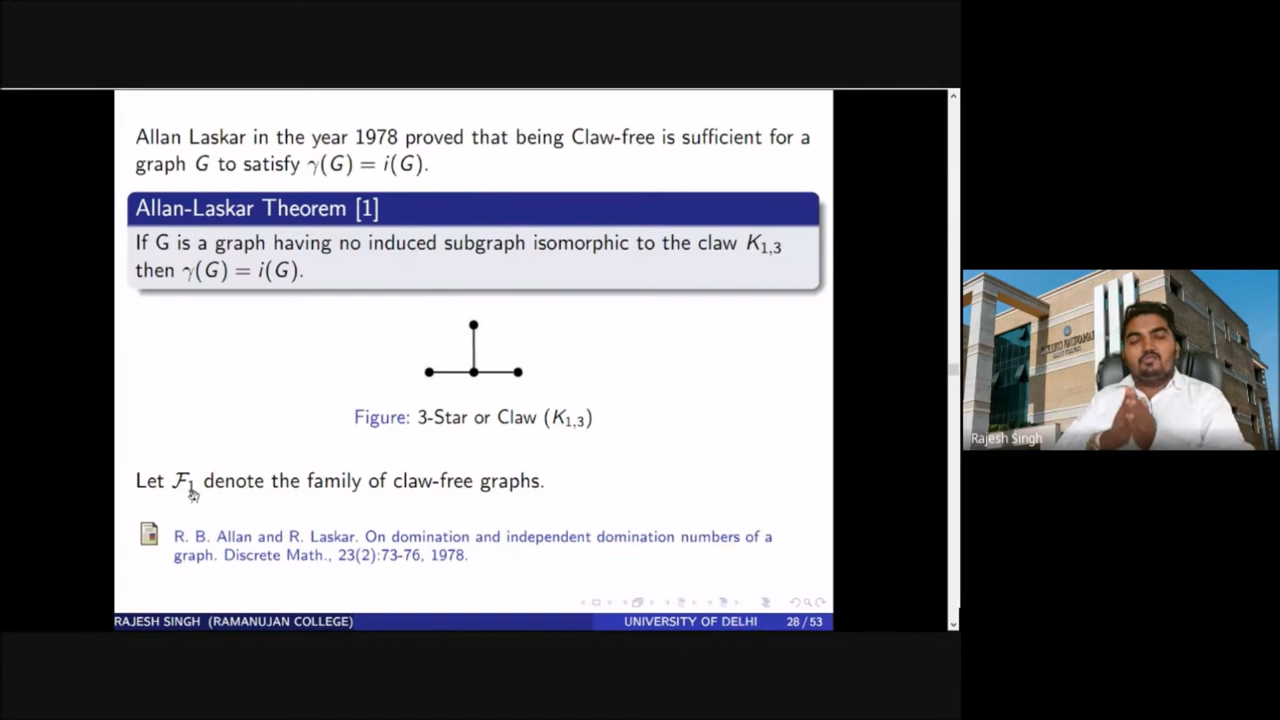 Allan Laskar in the year 1978 proved that being Claw-free is sufficient for a
graph G to satisfy γ(G) = i(G).
Allan-Laskar Theorem [1]
If G is a graph having no induced subgraph isomorphic to the claw K₁,₃
then γ(G) = i(G).
Figure: 3-Star or Claw (K₁,₃)
Let ℱ₁ denote the family of claw-free graphs.
R. B. Allan and R. Laskar. On domination and independent domination numbers of a
graph. Discrete Math., 23(2):73-76, 1978.
RAJESH SINGH (RAMANUJAN COLLEGE) UNIVERSITY OF DELHI 28 / 53
Rajesh Singh